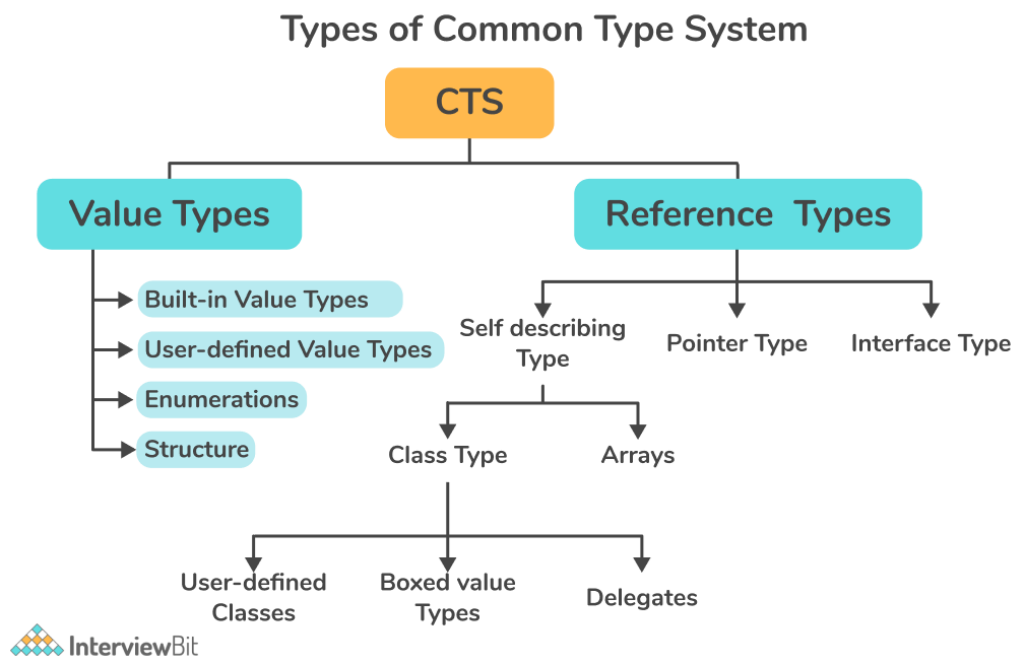 Types of Common Type System
CTS
Value Types
Reference Types
Built-in Value Types
User-defined Value Types
Enumerations
Structure
Self describing
Type
Pointer Type
Interface Type
Class Type
Arrays
User-defined
Classes
Boxed value
Types
Delegates
InterviewBit